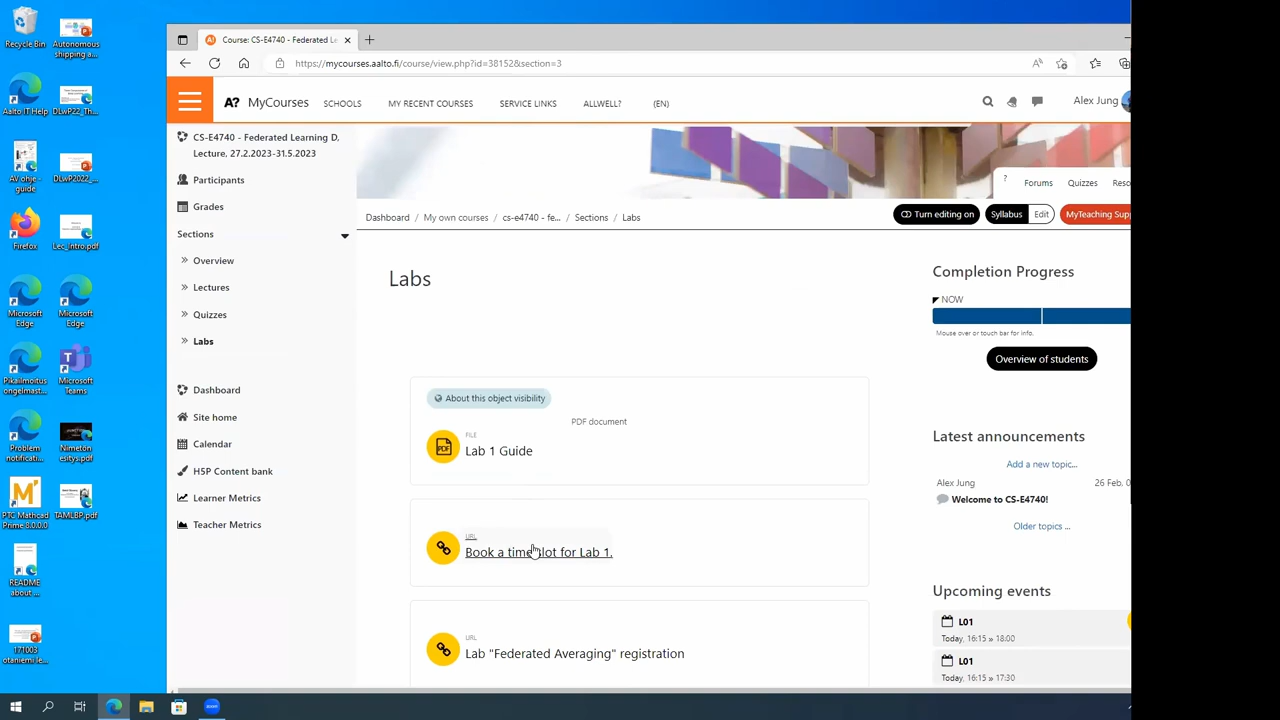 Recycle Bin
Autonomous
shipping a...
Aalto IT Help
DLwP22_Th...
AV ohje -
guide
DLwP2022_...
Firefox
Lec_intro.pdf
Microsoft
Edge
Microsoft
Edge
Microsoft
Teams
Problem
notificati...
Nimetön
esitys.pdf
PTC Mathcad
Prime 8.0.0.0
TAMLBP.pdf
README
about ...
171003
otaniemi.le...
Course: CS-E4740 - Federated Le
https://mycourses.aalto.fi/course/view.php?id=38152&section=3
A? MyCourses SCHOOLS MY RECENT COURSES SERVICE LINKS ALLWELL? (EN) Alex Jung
CS-E4740 - Federated Learning D,
Lecture, 27.2.2023-31.5.2023
Participants
Grades
Sections
Overview
Lectures
Quizzes
Labs
Dashboard
Site home
Calendar
H5P Content bank
Learner Metrics
Teacher Metrics
? Forums Quizzes Reso
Dashboard / My own courses / cs-e4740 - fe... / Sections / Labs
Turn editing on Syllabus Edit MyTeaching Supp
Labs
About this object visibility
PDF document
FILE
PDF
Lab 1 Guide
URL
Book a time slot for Lab 1.
URL
Lab "Federated Averaging" registration
Completion Progress
NOW
Mouse over or touch bar for info.
Overview of students
Latest announcements
Add a new topic...
Alex Jung 26 Feb, 0
Welcome to CS-E4740!
Older topics ...
Upcoming events
L01
Today, 16:15 » 18:00
L01
Today, 16:15 » 17:30
zoom